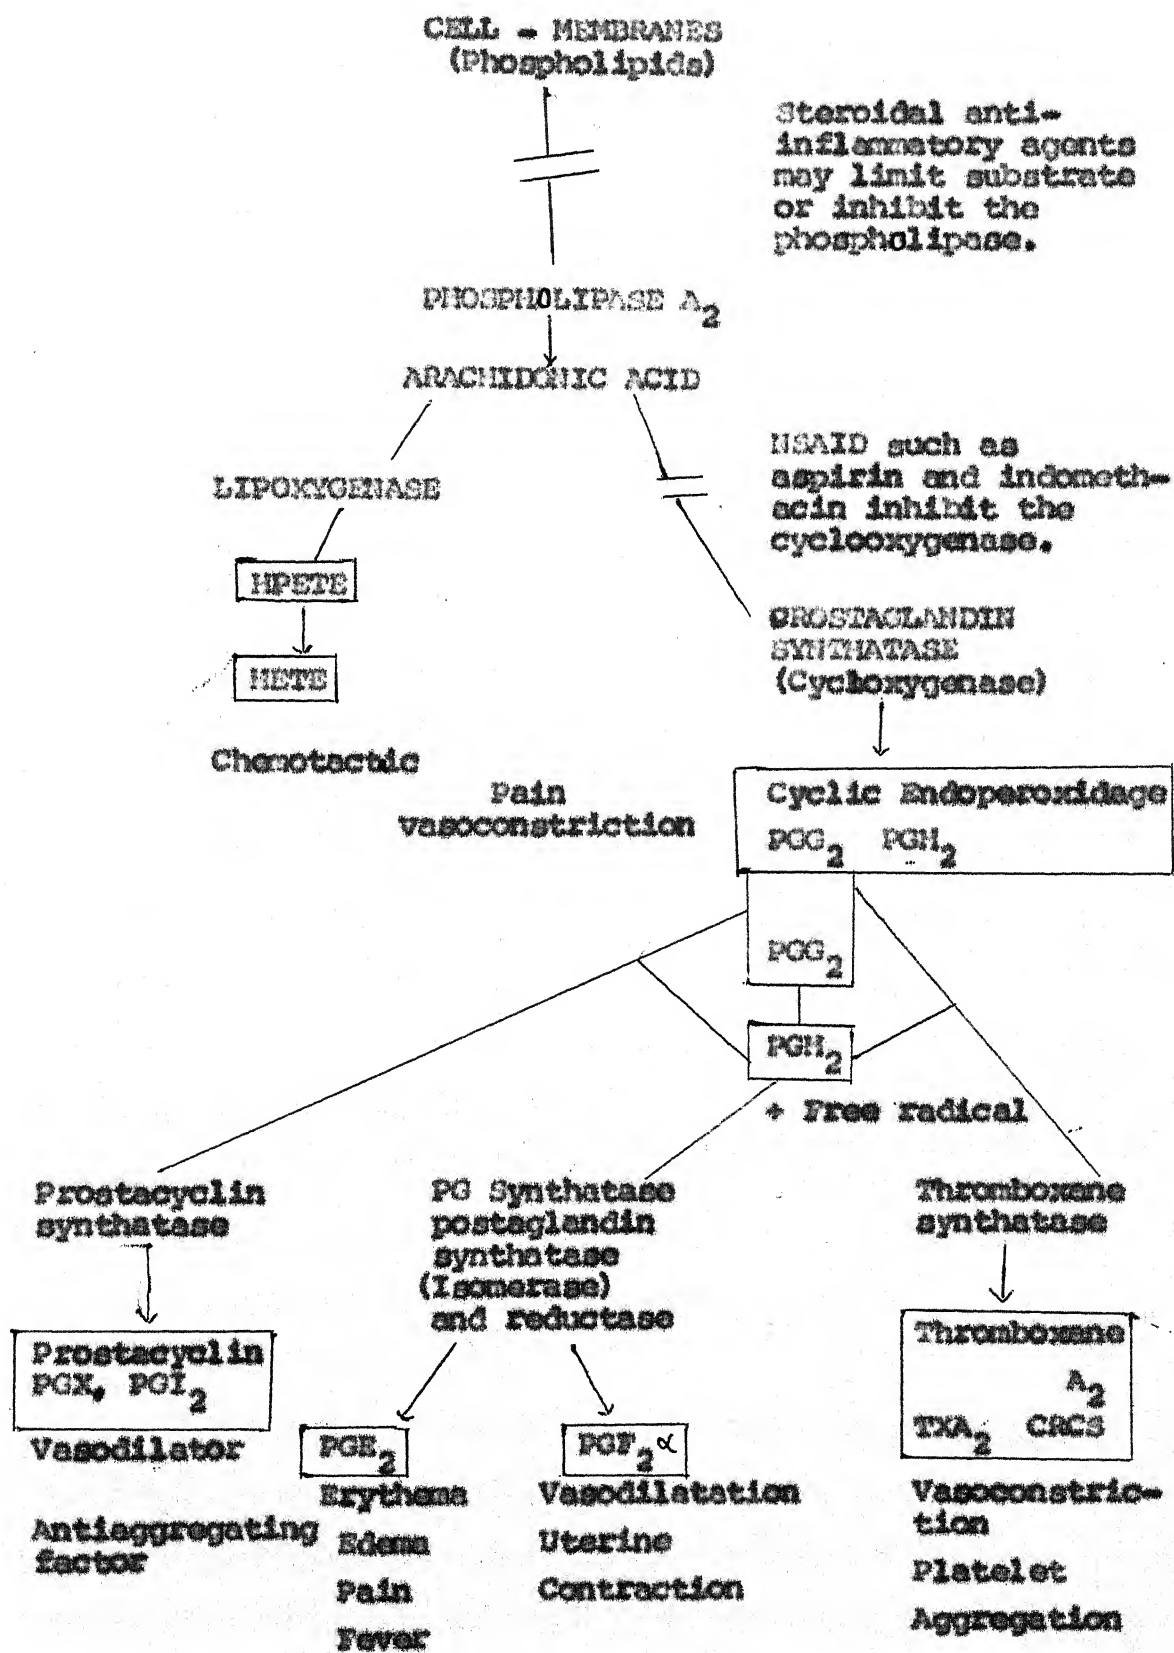 CELL - MEMBRANES
(Phospholipids)
Steroidal anti-
inflammatory agents
may limit substrate
or inhibit the
phospholipase.
PHOSPHOLIPASE A2
ARACHIDONIC ACID
NSAID such as
aspirin and indometh-
acin inhibit the
cyclooxygenase.
LIPOXYGENASE
HPETE
HETE
Chemotactic
PROSTAGLANDIN
SYNTHATASE
(Cycloxygenase)
Pain
vasoconstriction
Cyclic Endoperoxidage
PGG2 PGH2
PGG2
PGH2
+ Free radical
Prostacyclin
synthatase
Prostacyclin
PGX, PGI2
Vasodilator
Antiaggregating
factor
PG Synthatase
postaglandin
synthatase
(Isomerase)
and reductase
PGE2
Erythema
Edema
Pain
Fever
PGF2 α
Vasodilatation
Uterine
Contraction
Thromboxane
synthatase
Thromboxane
A2
TXA2 CRCS
Vasoconstric-
tion
Platelet
Aggregation